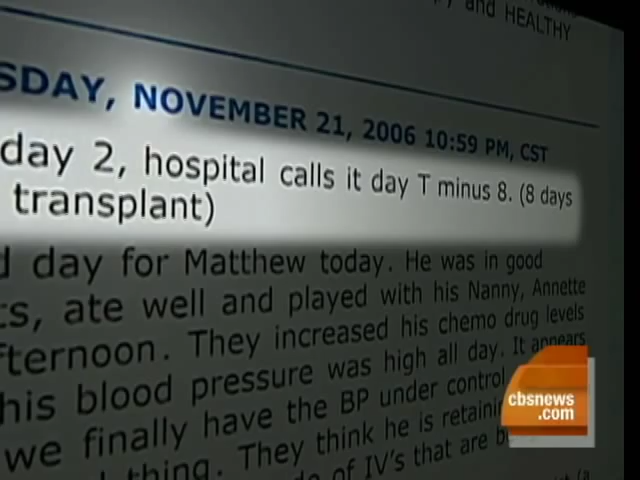 and HEALTHY
SDAY, NOVEMBER 21, 2006 10:59 PM, CST
day 2, hospital calls it day T minus 8. (8 days
transplant)
day for Matthew today. He was in good
ts, ate well and played with his Nanny, Annette
fternoon. They increased his chemo drug levels
his blood pressure was high all day. It appears
we finally have the BP under control
thing. They think he is retainin
of IV's that are b
cbsnews
.com